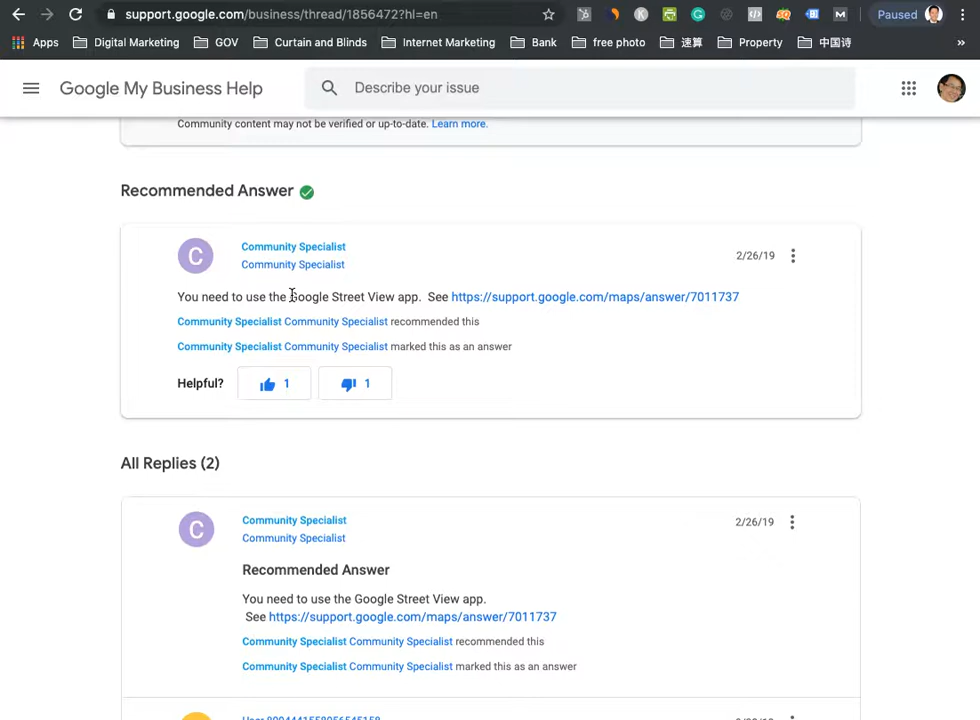 support.google.com/business/thread/1856472?hl=en
Paused
Apps Digital Marketing GOV Curtain and Blinds Internet Marketing Bank free photo 速算 Property 中国诗 »
Google My Business Help
Describe your issue
Community content may not be verified or up-to-date. Learn more.
Recommended Answer
C
Community Specialist
Community Specialist
2/26/19
You need to use the Google Street View app. See https://support.google.com/maps/answer/7011737
Community Specialist Community Specialist recommended this
Community Specialist Community Specialist marked this as an answer
Helpful? 1 1
All Replies (2)
C
Community Specialist
Community Specialist
2/26/19
Recommended Answer
You need to use the Google Street View app.
See https://support.google.com/maps/answer/7011737
Community Specialist Community Specialist recommended this
Community Specialist Community Specialist marked this as an answer